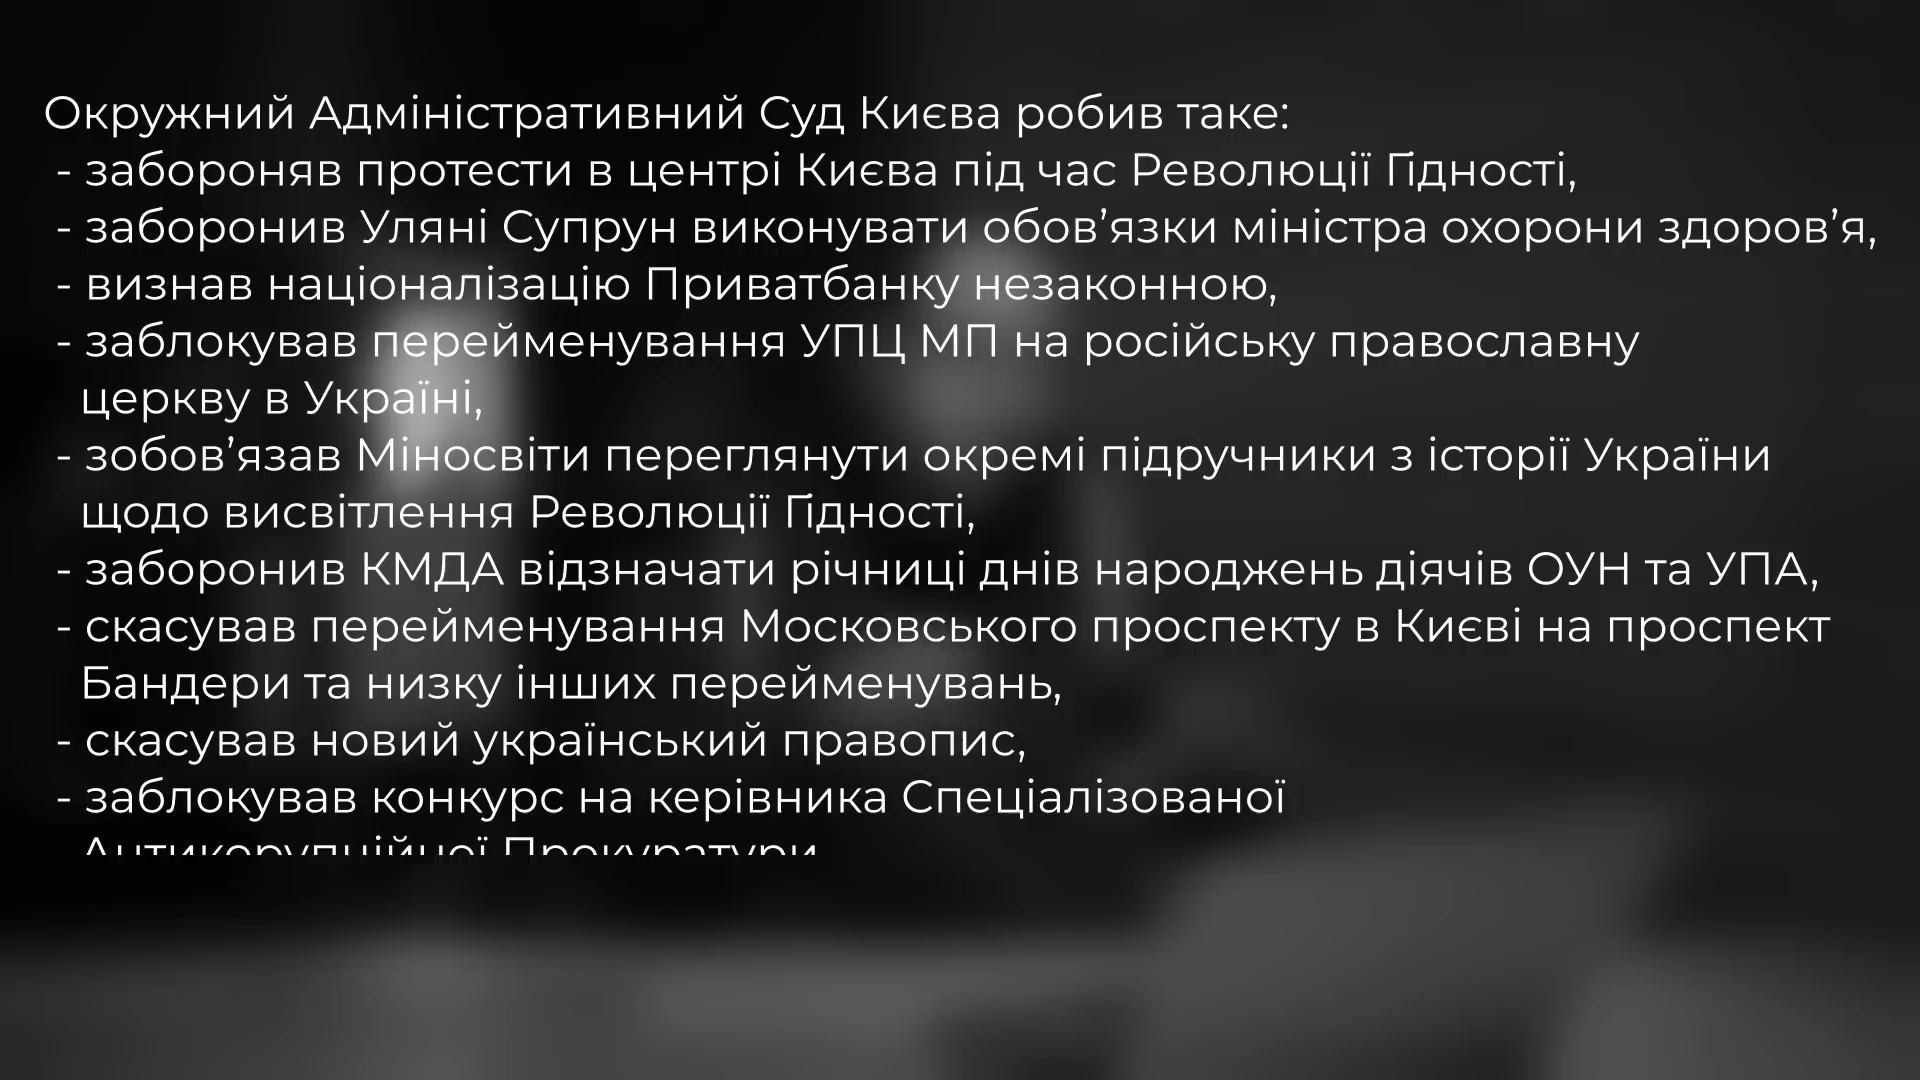 Окружний Адміністративний Суд Києва робив таке:
- забороняв протести в центрі Києва під час Революції Гідності,
- заборонив Уляні Супрун виконувати обов’язки міністра охорони здоров’я,
- визнав націоналізацію Приватбанку незаконною,
- заблокував перейменування УПЦ МП на російську православну
церкву в Україні,
- зобов’язав Міносвіти переглянути окремі підручники з історії України
щодо висвітлення Революції Гідності,
- заборонив КМДА відзначати річниці днів народжень діячів ОУН та УПА,
- скасував перейменування Московського проспекту в Києві на проспект
Бандери та низку інших перейменувань,
- скасував новий український правопис,
- заблокував конкурс на керівника Спеціалізованої
Антикорупційної Прокуратури